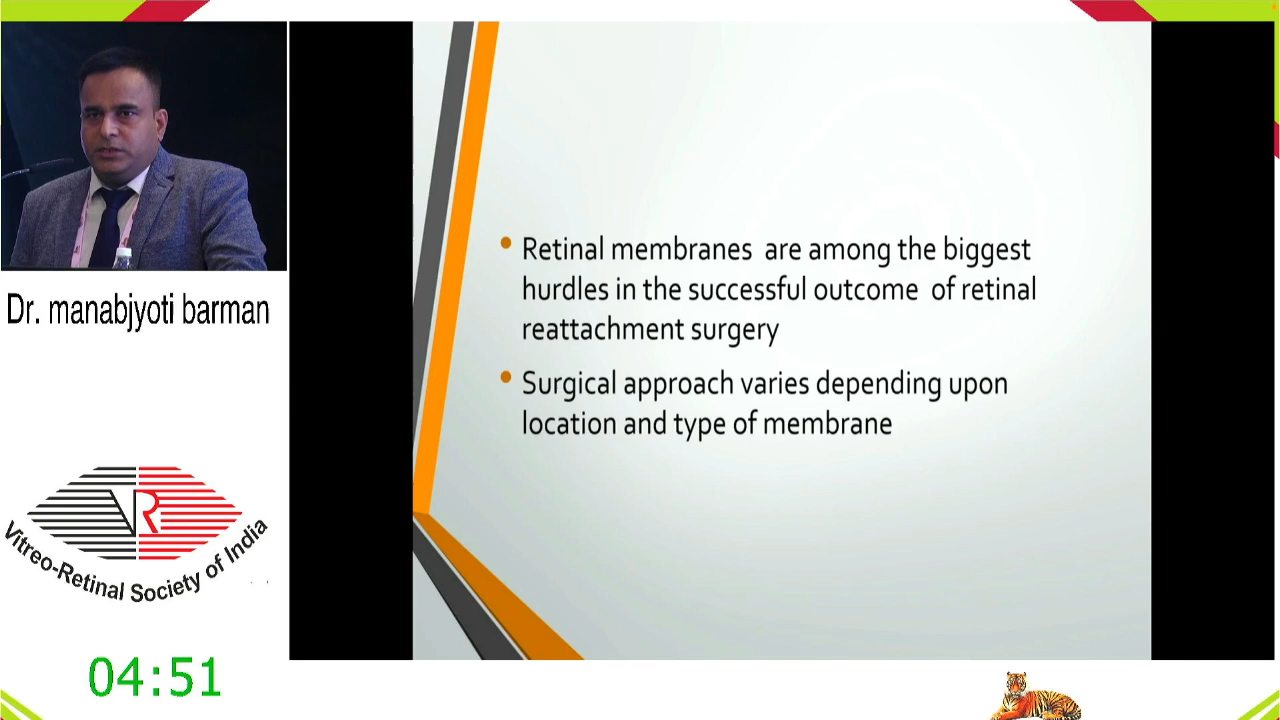 Dr. manabjyoti barman
VR
Vitreo-Retinal Society of India
04:51
• Retinal membranes are among the biggest
hurdles in the successful outcome of retinal
reattachment surgery
• Surgical approach varies depending upon
location and type of membrane